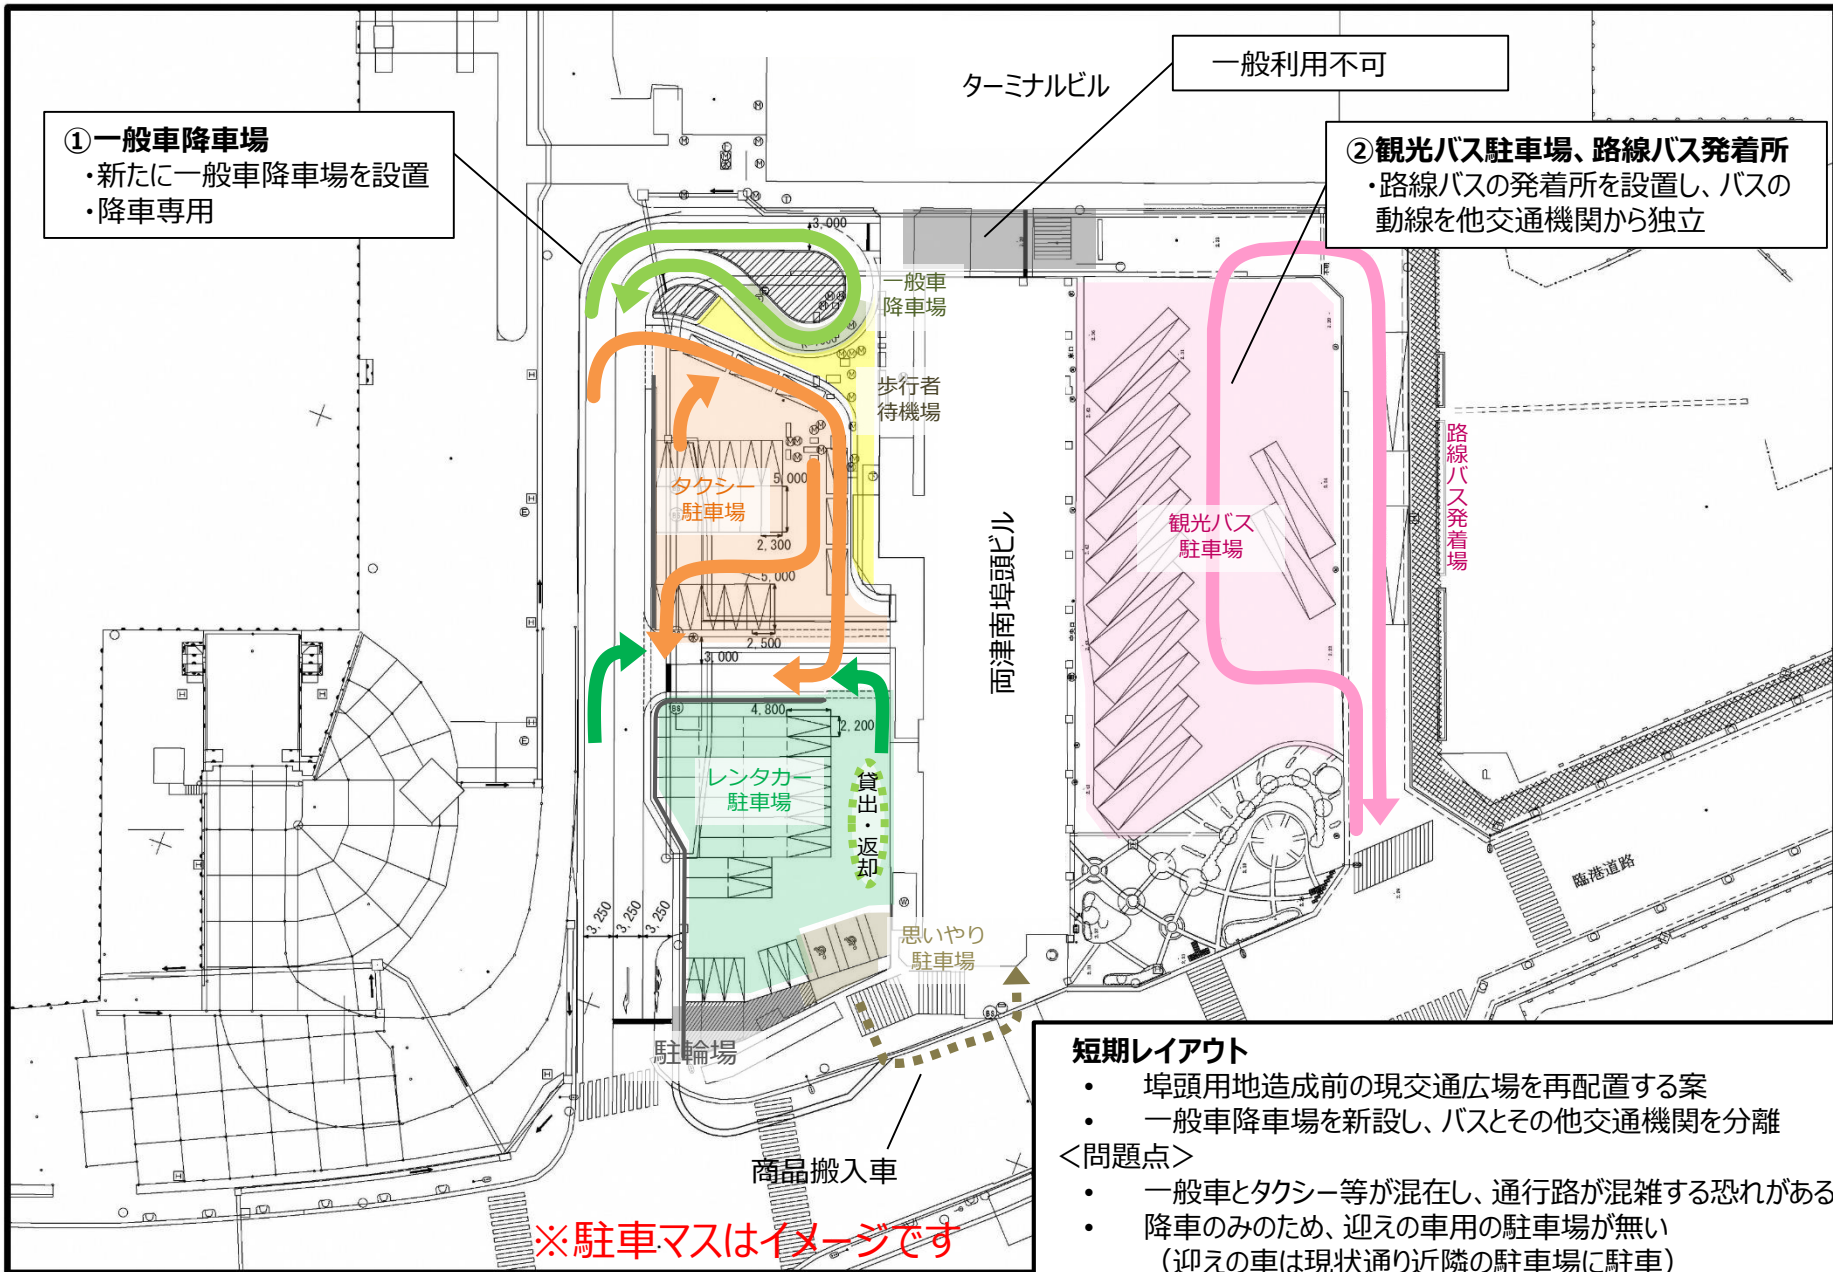 一般利用不可
ターミナルビル
①一般車降車場
・新たに一般車降車場を設置
・降車専用
②観光バス駐車場、路線バス発着所
・路線バスの発着所を設置し、バスの
動線を他交通機関から独立
3,000
一般車
降車場
歩行者
待機場
タクシー
駐車場
5,000
2,300
5,000
2,500
3,000
両津南埠頭ビル
観光バス
駐車場
路線バス発着場
4,800
2,200
レンタカー
駐車場
貸出・返却
3,250
3,250
3,250
思いやり
駐車場
駐輪場
臨港道路
商品搬入車
※駐車マスはイメージです
短期レイアウト
• 埠頭用地造成前の現交通広場を再配置する案
• 一般車降車場を新設し、バスとその他交通機関を分離
＜問題点＞
• 一般車とタクシー等が混在し、通行路が混雑する恐れがある
• 降車のみのため、迎えの車用の駐車場が無い
（迎えの車は現状通り近隣の駐車場に駐車）